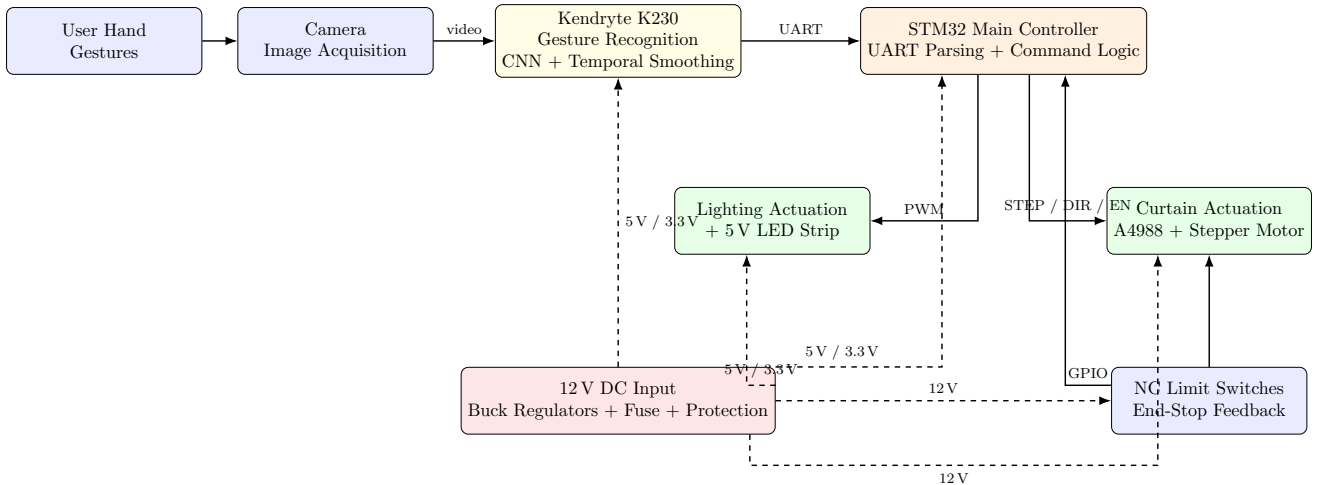 User Hand
Gestures
Camera
Image Acquisition
video
Kendryte K230
Gesture Recognition
CNN + Temporal Smoothing
UART
STM32 Main Controller
UART Parsing + Command Logic
5 V / 3.3 V
Lighting Actuation
+ 5 V LED Strip
PWM
STEP / DIR / EN
Curtain Actuation
A4988 + Stepper Motor
5 V / 3.3 V
5 V / 3.3 V
12 V DC Input
Buck Regulators + Fuse + Protection
12 V
GPIO
NC Limit Switches
End-Stop Feedback
12 V